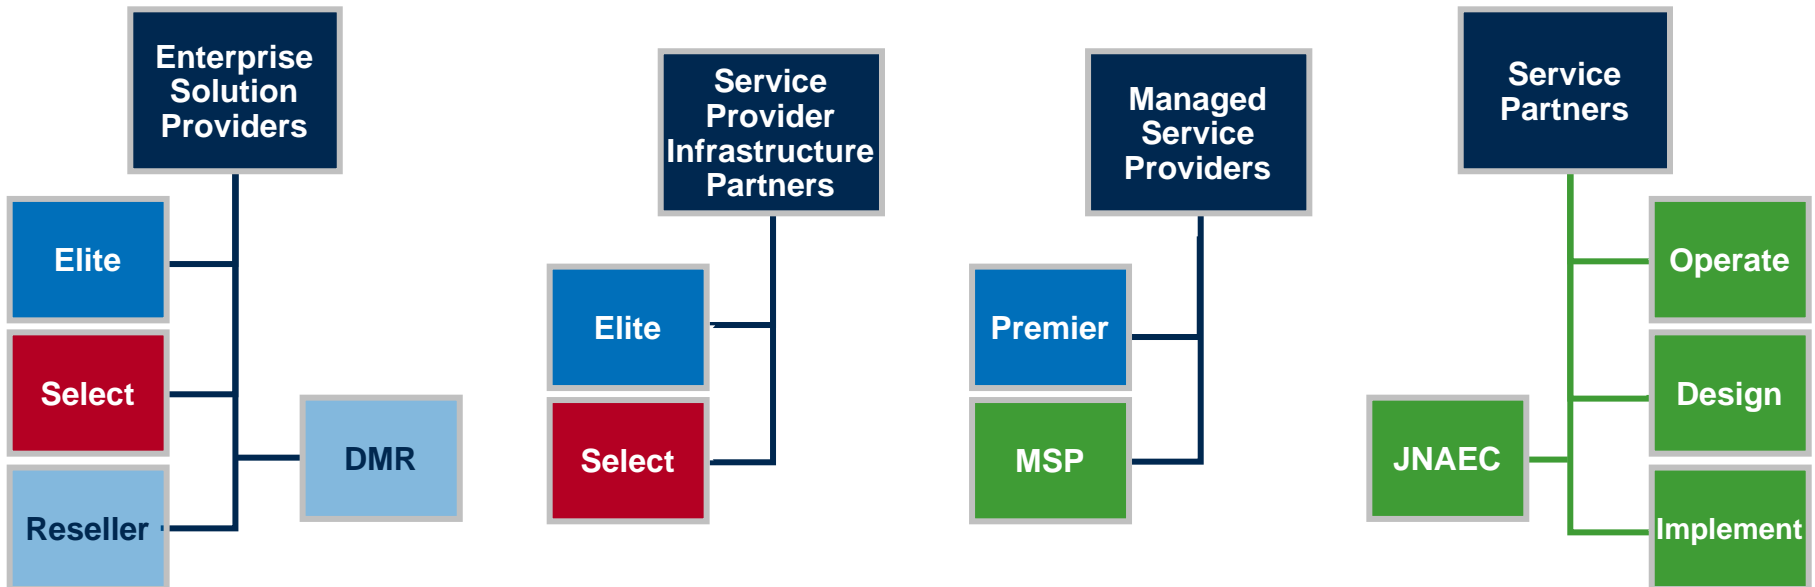 Enterprise
Solution
Providers
Elite
Select
Reseller
DMR
Service
Provider
Infrastructure
Partners
Elite
Select
Managed
Service
Providers
Premier
MSP
Service
Partners
Operate
Design
JNAEC
Implement